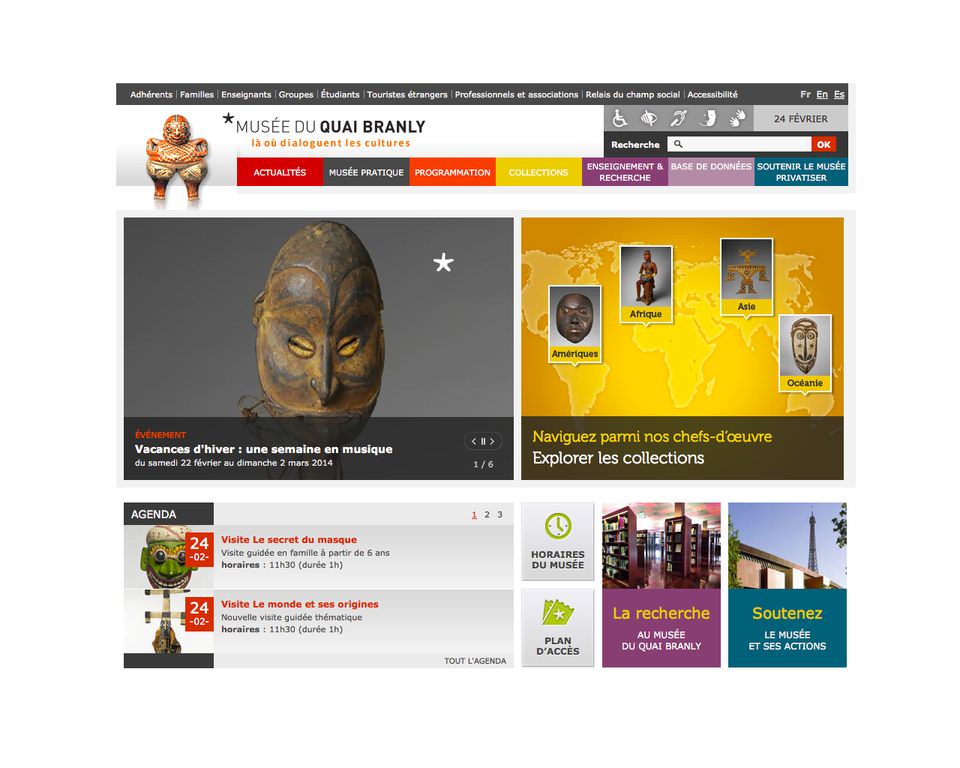 Adhérents | Familles | Enseignants | Groupes | Étudiants | Touristes étrangers | Professionnels et associations | Relais du champ social | Accessibilité
Fr En Es
24 FÉVRIER
*MUSÉE DU QUAI BRANLY
là où dialoguent les cultures
Recherche
OK
ACTUALITÉS
MUSÉE PRATIQUE
PROGRAMMATION
COLLECTIONS
ENSEIGNEMENT &
RECHERCHE
BASE DE DONNÉES
SOUTENIR LE MUSÉE
PRIVATISER
ÉVÉNEMENT
Vacances d'hiver : une semaine en musique
du samedi 22 février au dimanche 2 mars 2014
1 / 6
Amériques
Afrique
Asie
Océanie
Naviguez parmi nos chefs-d'œuvre
Explorer les collections
AGENDA
1 2 3
24
-02-
Visite Le secret du masque
Visite guidée en famille à partir de 6 ans
horaires : 11h30 (durée 1h)
24
-02-
Visite Le monde et ses origines
Nouvelle visite guidée thématique
horaires : 11h30 (durée 1h)
TOUT L'AGENDA
HORAIRES
DU MUSÉE
PLAN
D'ACCÈS
La recherche
AU MUSÉE
DU QUAI BRANLY
Soutenez
LE MUSÉE
ET SES ACTIONS